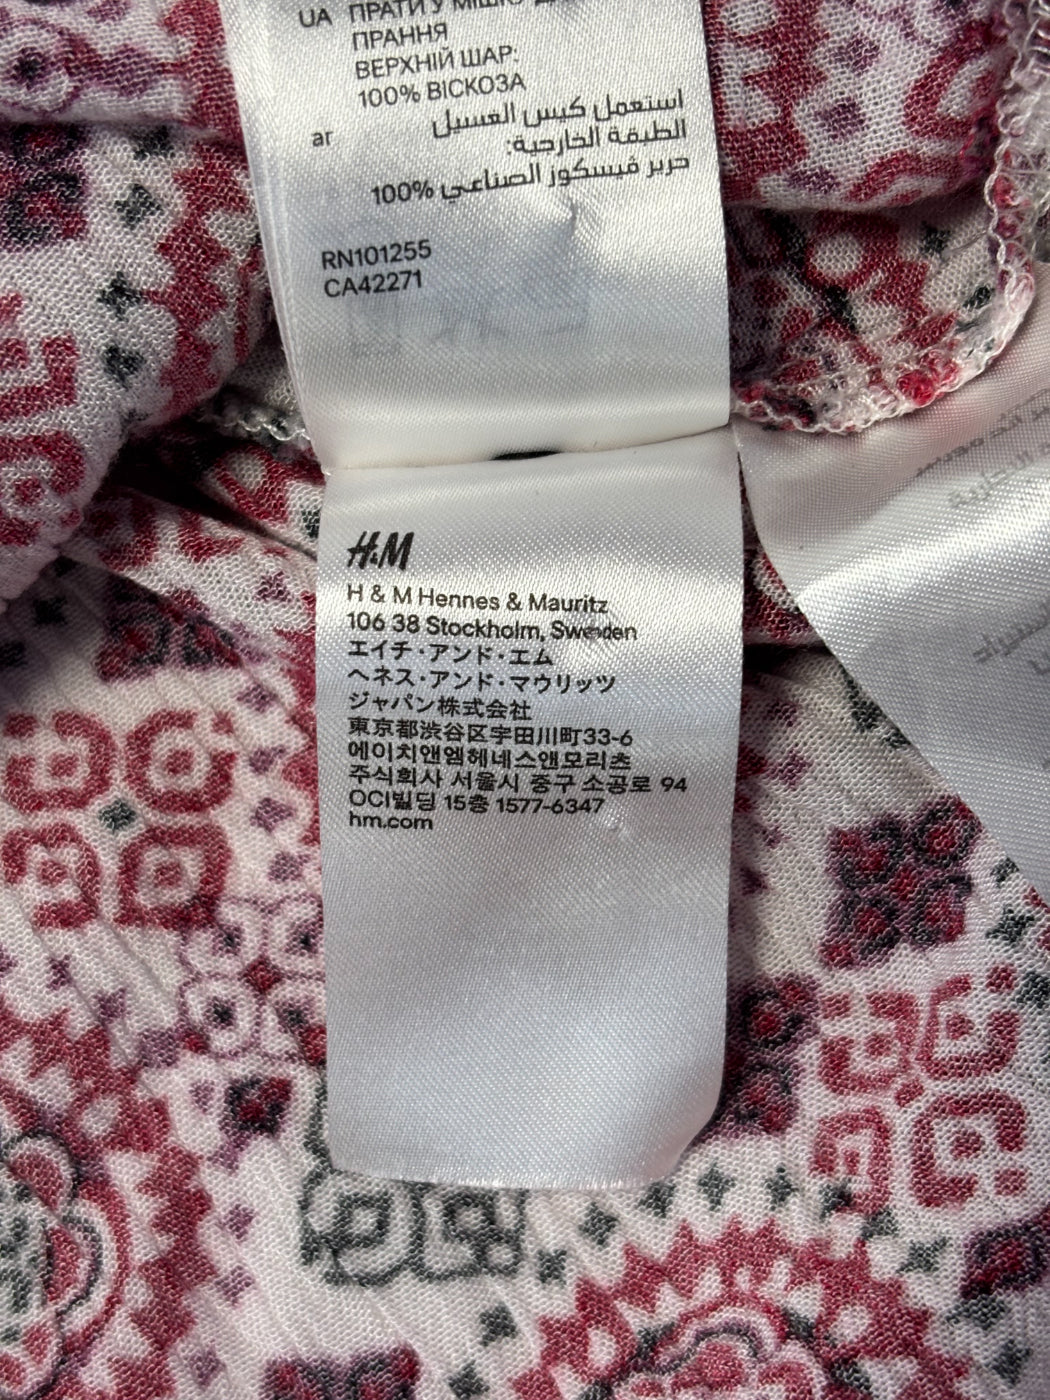 UA ПРАТИ У МІШКУ ДЛЯ
ПРАННЯ
ВЕРХНІЙ ШАР:
100% ВІСКОЗА
ar استعمل كيس الغسيل
الطبقة الخارجية:
100% حرير فيسكوز الصناعي
RN101255
CA42271
H&M
H & M Hennes & Mauritz
106 38 Stockholm, Sweden
エイチ・アンド・エム
ヘネス・アンド・マウリッツ
ジャパン株式会社
東京都渋谷区宇田川町33-6
에이치앤엠헤네스앤모리츠
주식회사 서울시 중구 소공로 94
OCI빌딩 15층 1577-6347
hm.com